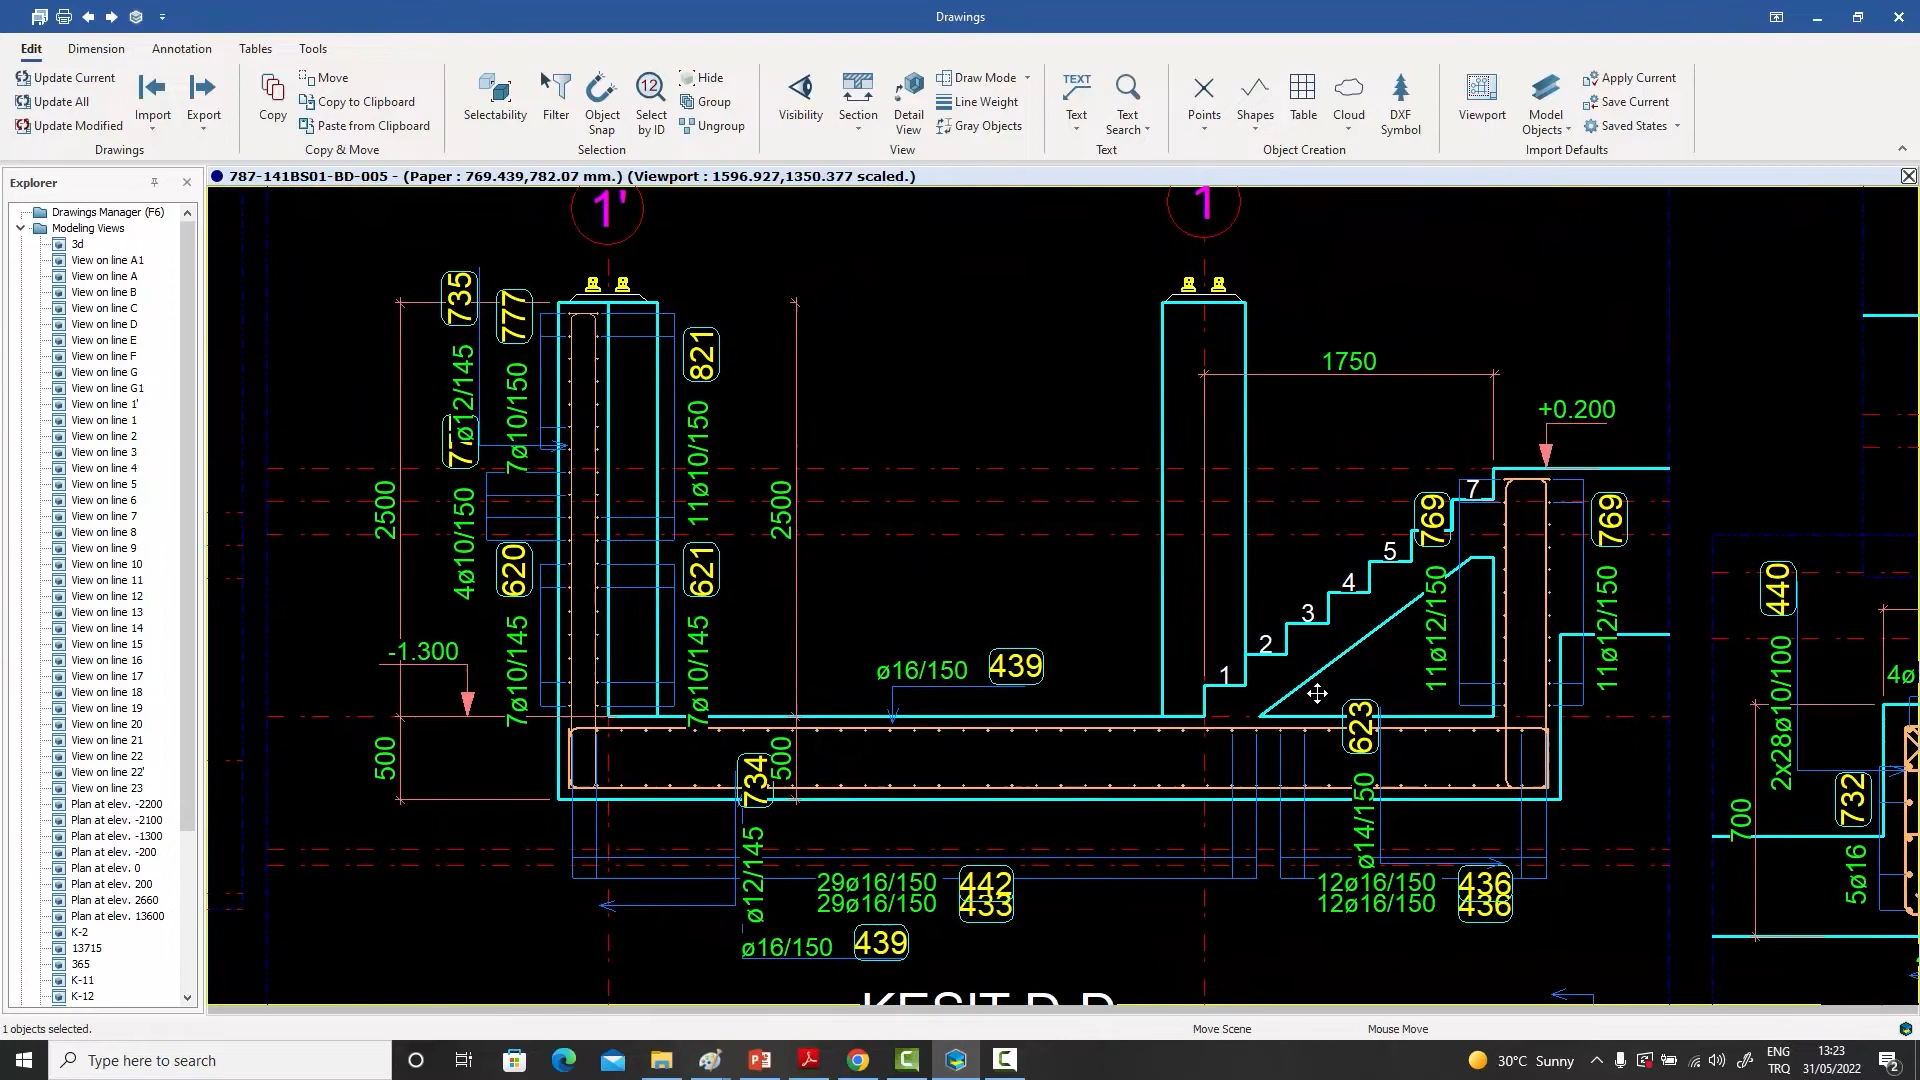 Drawings
Edit
Dimension
Annotation
Tables
Tools
Update Current
Update All
Update Modified
Import
Export
Drawings
Copy
Move
Copy to Clipboard
Paste from Clipboard
Copy & Move
Selectability
Filter
Object Snap
12
Select by ID
Hide
Group
Ungroup
Selection
Visibility
Section
Detail View
Draw Mode
Line Weight
Gray Objects
View
TEXT
Text
Text Search
Text
Points
Shapes
Table
Cloud
DXF Symbol
Object Creation
Viewport
Model Objects
Apply Current
Save Current
Saved States
Import Defaults
Explorer
Drawings Manager (F6)
Modeling Views
3d
View on line A1
View on line A
View on line B
View on line C
View on line D
View on line E
View on line F
View on line G
View on line G1
View on line 1'
View on line 1
View on line 2
View on line 3
View on line 4
View on line 5
View on line 6
View on line 7
View on line 8
View on line 9
View on line 10
View on line 11
View on line 12
View on line 13
View on line 14
View on line 15
View on line 16
View on line 17
View on line 18
View on line 19
View on line 20
View on line 21
View on line 22
View on line 22'
View on line 23
Plan at elev. -2200
Plan at elev. -2100
Plan at elev. -1300
Plan at elev. -200
Plan at elev. 0
Plan at elev. 200
Plan at elev. 2660
Plan at elev. 13600
K-2
13715
365
K-11
K-12
787-141BS01-BD-005 - (Paper : 769.439,782.07 mm.) (Viewport : 1596.927,1350.377 scaled.)
1'
1
735
777
821
ø12/145
7ø10/150
11ø10/150
4ø10/150
620
621
7ø10/145
7ø10/145
2500
2500
500
500
-1.300
ø16/150 439
1750
+0.200
1
2
3
4
5
7
769
769
11ø12/150
11ø12/150
623
ø14/150
734
ø12/145
29ø16/150 442
29ø16/150 433
12ø16/150 436
12ø16/150 436
ø16/150 439
KESIT D-D
440
2x28ø10/100
4ø
732
700
5ø16
1 objects selected.
Move Scene
Mouse Move
Type here to search
30°C Sunny
ENG
TRQ
13:23
31/05/2022
2